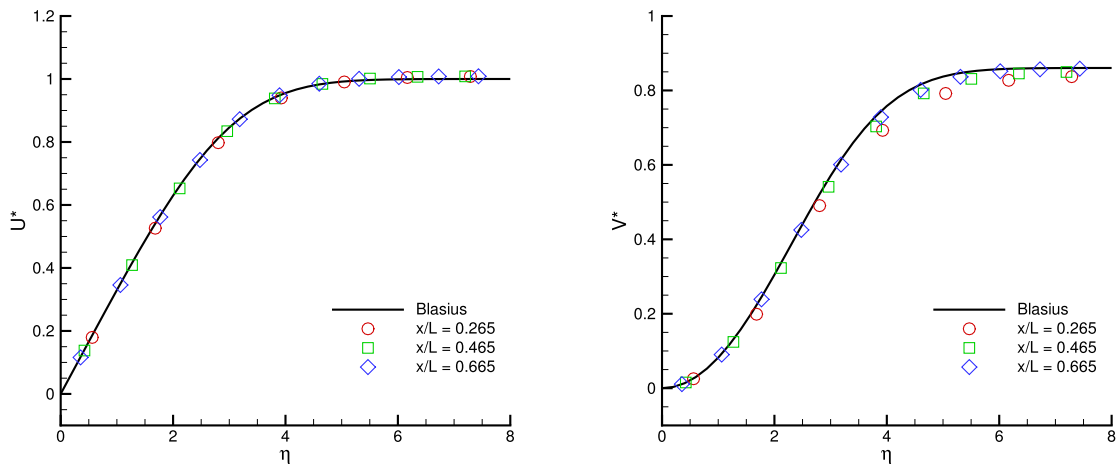 1.2
1
0.8
0.6
0.4
0.2
0
U*
0 2 4 6 8
η
Blasius
x/L = 0.265
x/L = 0.465
x/L = 0.665
1
0.8
0.6
0.4
0.2
0
V*
0 2 4 6 8
η
Blasius
x/L = 0.265
x/L = 0.465
x/L = 0.665